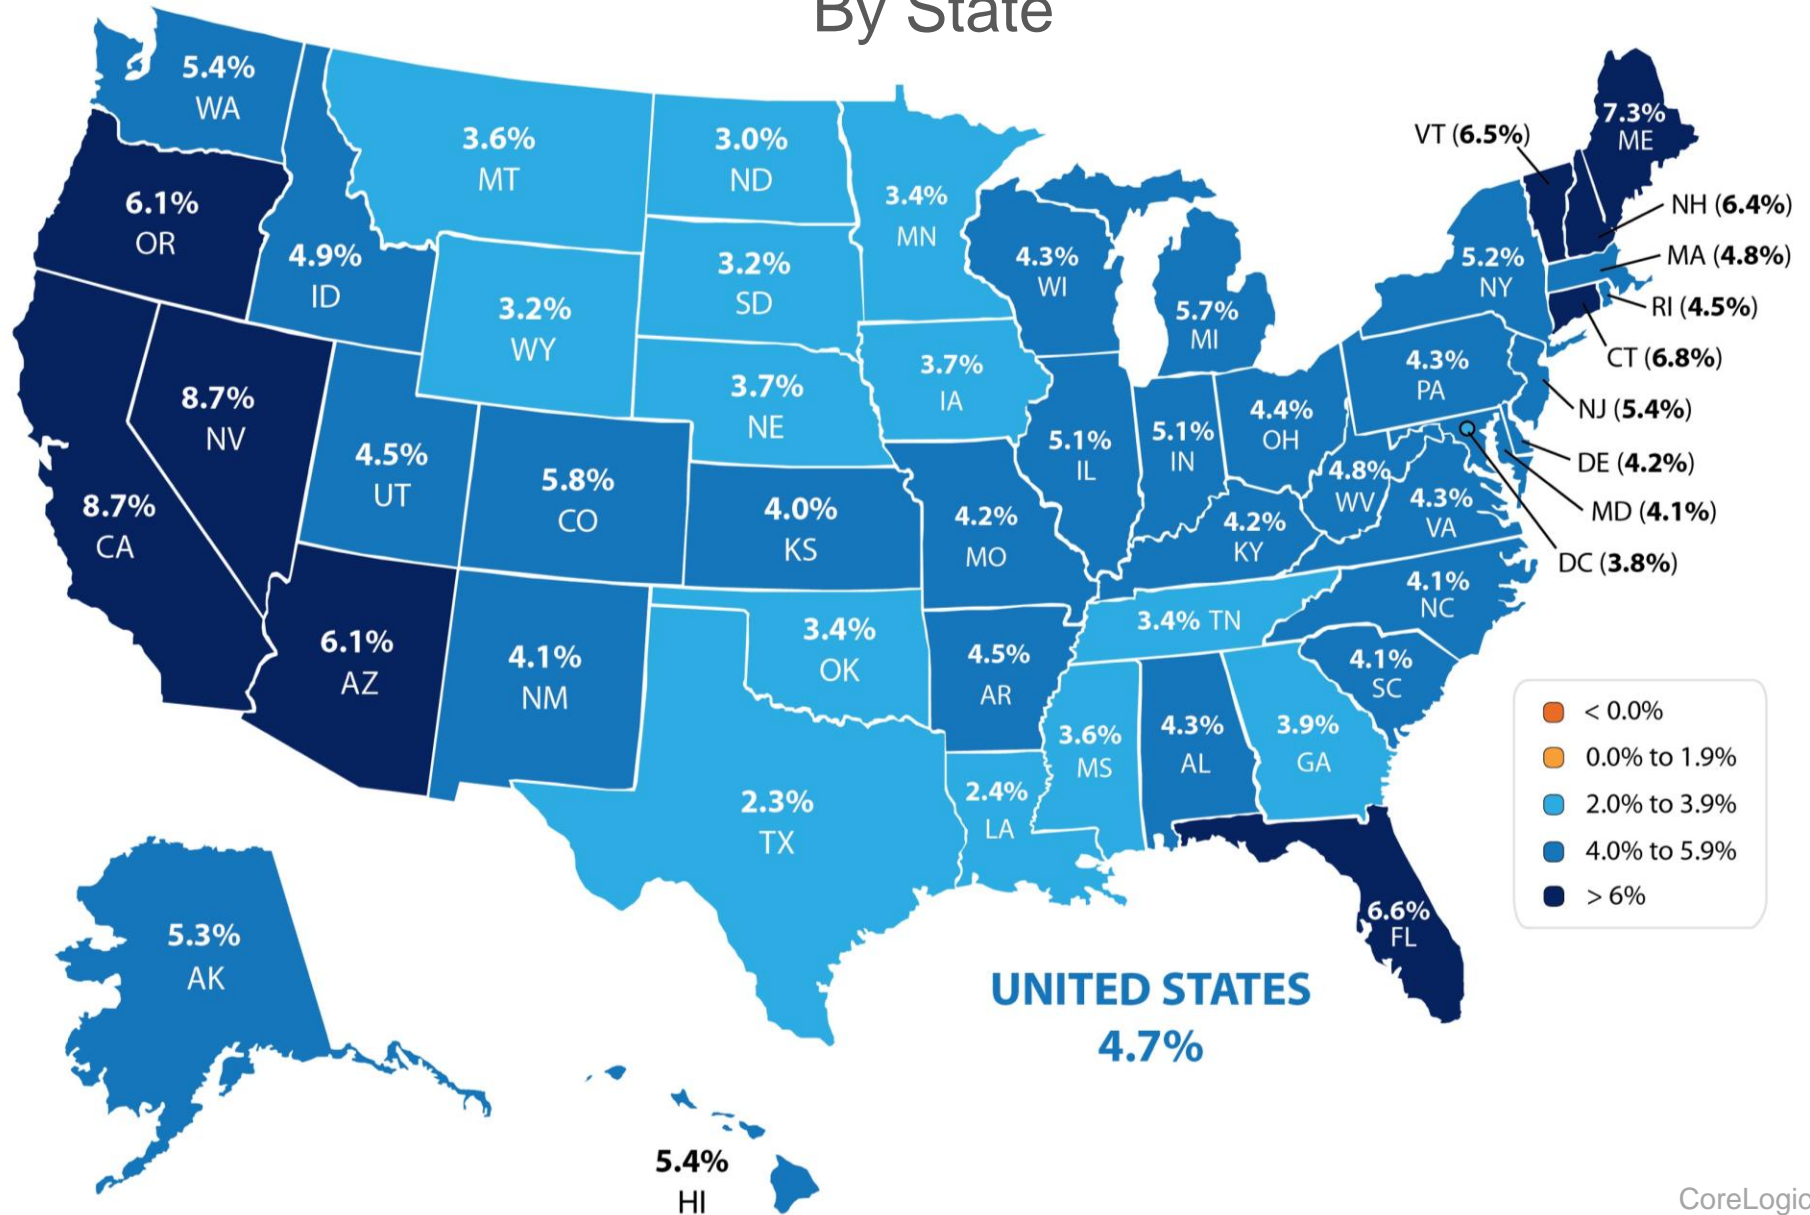 By State
5.4%
WA
3.6%
MT
3.0%
ND
3.4%
MN
7.3%
ME
VT (6.5%)
6.1%
OR
4.9%
ID
3.2%
WY
3.2%
SD
4.3%
WI
5.7%
MI
5.2%
NY
NH (6.4%)
MA (4.8%)
RI (4.5%)
CT (6.8%)
NJ (5.4%)
DE (4.2%)
MD (4.1%)
DC (3.8%)
8.7%
NV
8.7%
CA
4.5%
UT
5.8%
CO
3.7%
NE
3.7%
IA
4.0%
KS
4.2%
MO
5.1%
IL
5.1%
IN
4.4%
OH
4.3%
PA
4.8%
WV
4.3%
VA
4.2%
KY
4.1%
NC
3.4% TN
6.1%
AZ
4.1%
NM
3.4%
OK
4.5%
AR
4.1%
SC
3.6%
MS
4.3%
AL
3.9%
GA
2.3%
TX
2.4%
LA
6.6%
FL
< 0.0%
0.0% to 1.9%
2.0% to 3.9%
4.0% to 5.9%
> 6%
5.3%
AK
5.4%
HI
UNITED STATES
4.7%
CoreLogic